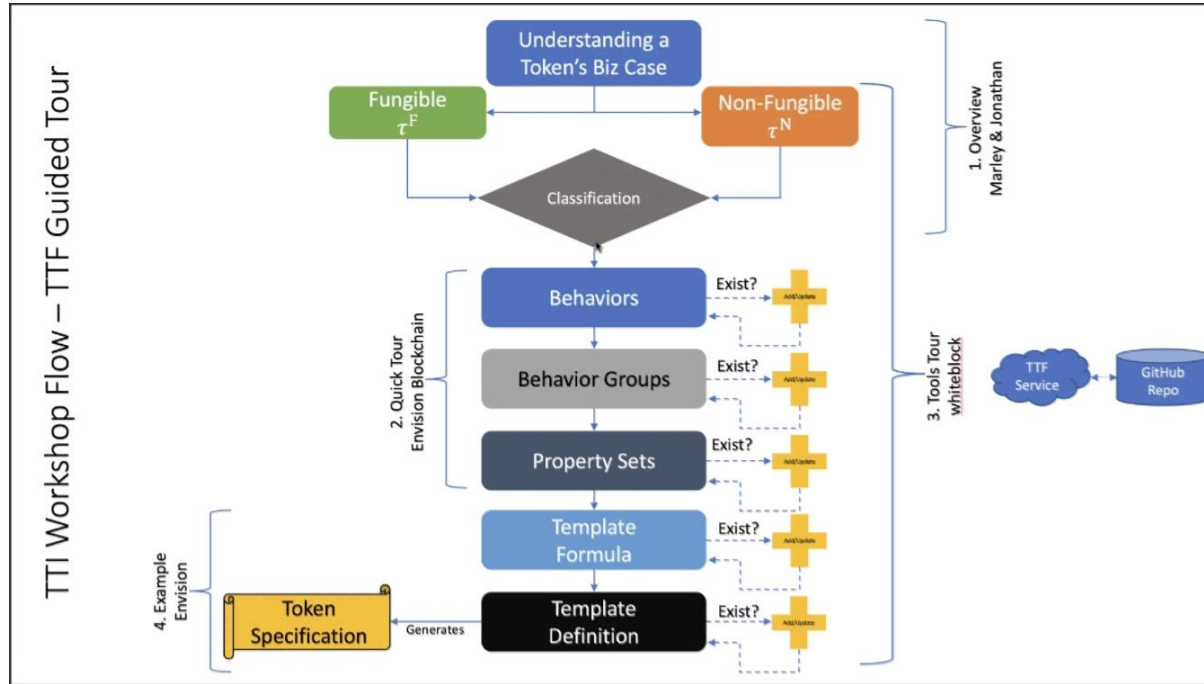 TTI Workshop Flow – TTF Guided Tour
Understanding a
Token's Biz Case
Fungible
τF
Non-Fungible
τN
Classification
1. Overview
Marley & Jonathan
Behaviors
Exist?
Add/Update
Behavior Groups
Exist?
Add/Update
Property Sets
Exist?
Add/Update
2. Quick Tour
Envision Blockchain
3. Tools Tour
whiteblock
TTF
Service
GitHub
Repo
Template
Formula
Exist?
Add/Update
Template
Definition
Exist?
Add/Update
Generates
Token
Specification
4. Example
Envision